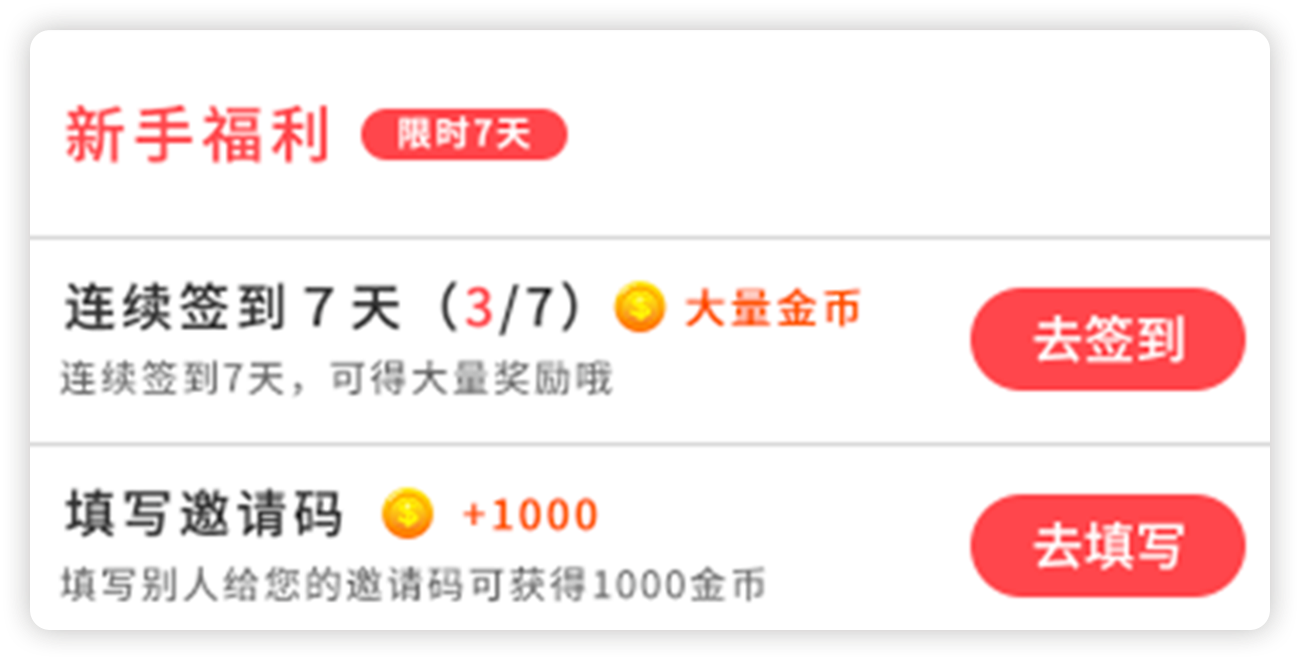 新手福利 限时7天
连续签到 7 天（3/7） 大量金币
去签到
连续签到7天，可得大量奖励哦
填写邀请码 +1000
去填写
填写别人给您的邀请码可获得1000金币